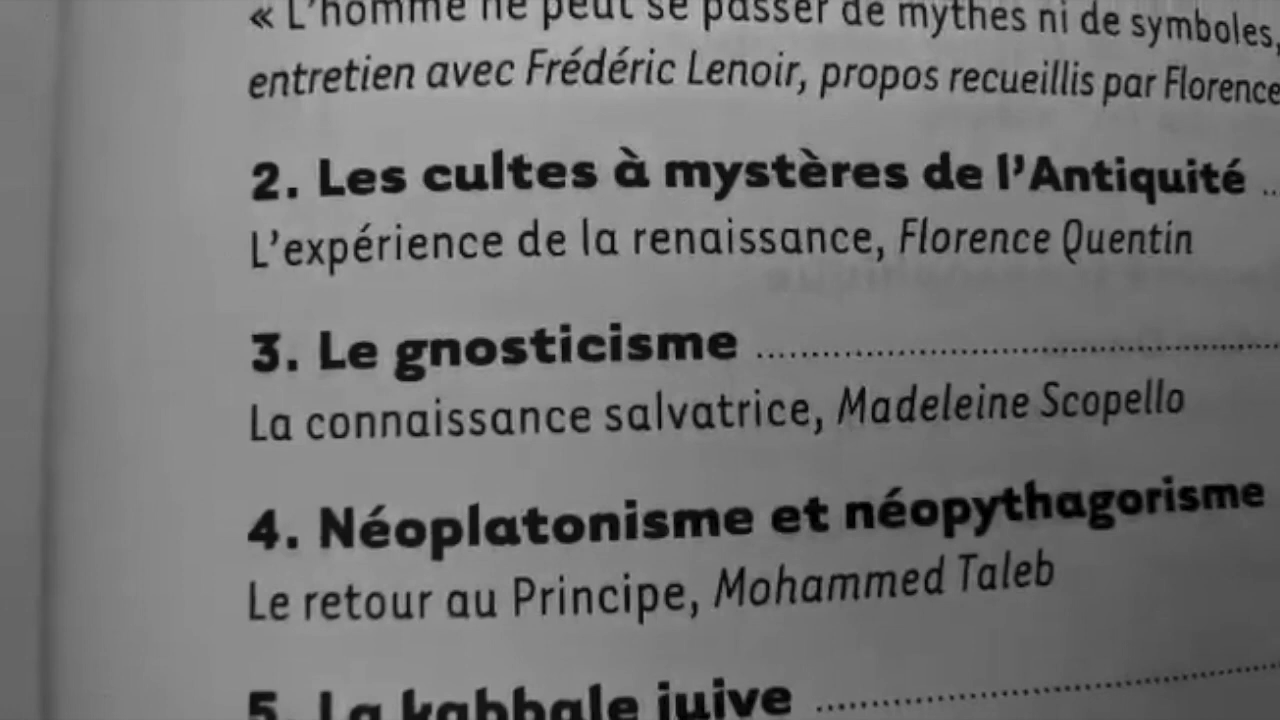 « L'homme ne peut se passer de mythes ni de symboles,
entretien avec Frédéric Lenoir, propos recueillis par Florence
2. Les cultes à mystères de l'Antiquité ..
L'expérience de la renaissance, Florence Quentin
3. Le gnosticisme ................................................
La connaissance salvatrice, Madeleine Scopello
4. Néoplatonisme et néopythagorisme
Le retour au Principe, Mohammed Taleb
5. La kabbale juive ................................................